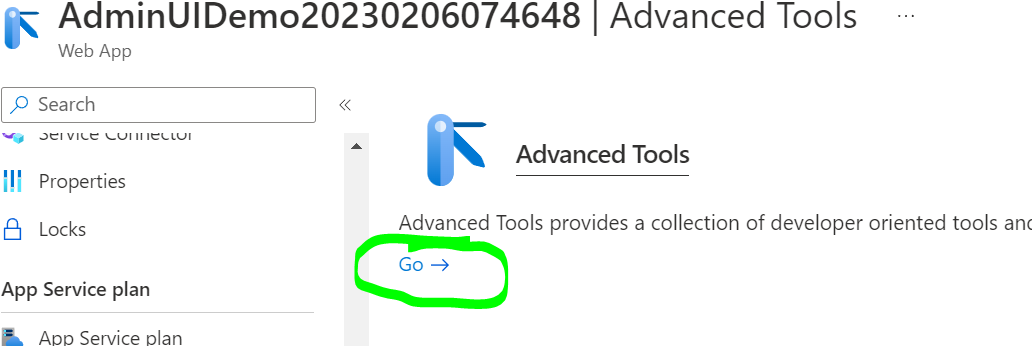 AdminUIDemo20230206074648 | Advanced Tools ...
Web App
Search «
Service Connector
Properties
Locks
App Service plan
App Service plan
Advanced Tools
Advanced Tools provides a collection of developer oriented tools and
Go →